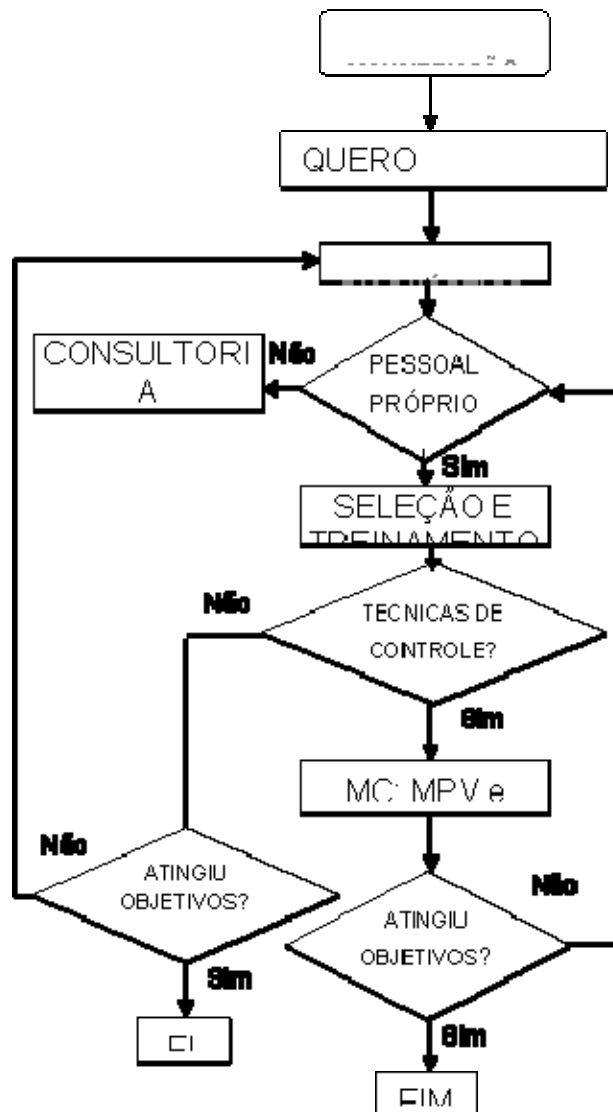 QUERO
Não
CONSULTORI
A
PESSOAL
PRÓPRIO
Sim
SELEÇÃO E
TREINAMENTO
Não
TECNICAS DE
CONTROLE?
Sim
MC: MPV e
Não
ATINGIU
OBJETIVOS?
Sim
Não
ATINGIU
OBJETIVOS?
Sim
FIM